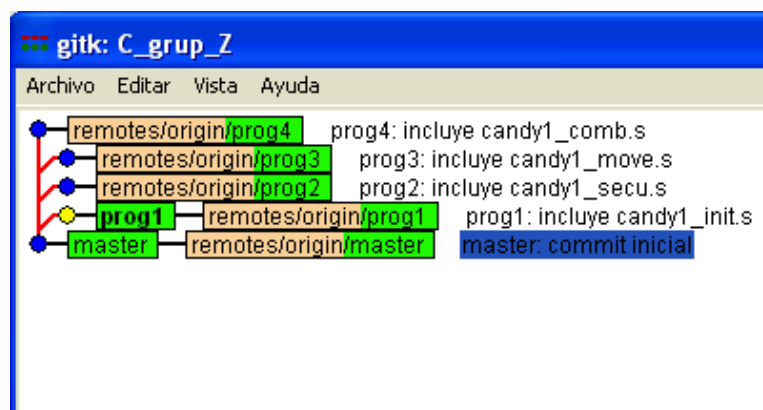 gitk: C_grup_Z
Archivo Editar Vista Ayuda
remotes/origin/prog4 prog4: incluye candy1_comb.s
remotes/origin/prog3 prog3: incluye candy1_move.s
remotes/origin/prog2 prog2: incluye candy1_secu.s
prog1 remotes/origin/prog1 prog1: incluye candy1_init.s
master remotes/origin/master master: commit inicial